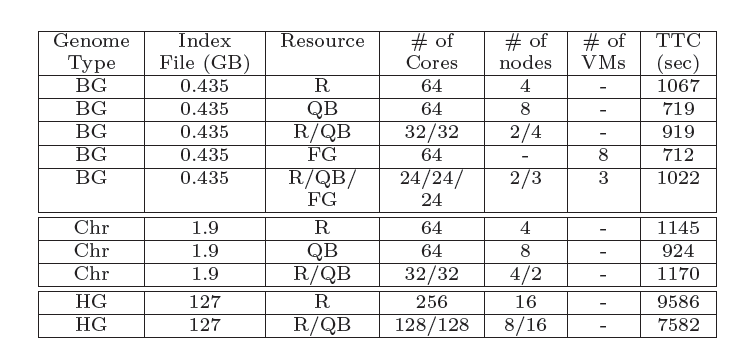 Genome Index Resource # of # of # of TTC
Type File (GB) Cores nodes VMs (sec)
BG 0.435 R 64 4 - 1067
BG 0.435 QB 64 8 - 719
BG 0.435 R/QB 32/32 2/4 - 919
BG 0.435 FG 64 - 8 712
BG 0.435 R/QB/ 24/24/ 2/3 3 1022
FG 24
Chr 1.9 R 64 4 - 1145
Chr 1.9 QB 64 8 - 924
Chr 1.9 R/QB 32/32 4/2 - 1170
HG 127 R 256 16 - 9586
HG 127 R/QB 128/128 8/16 - 7582